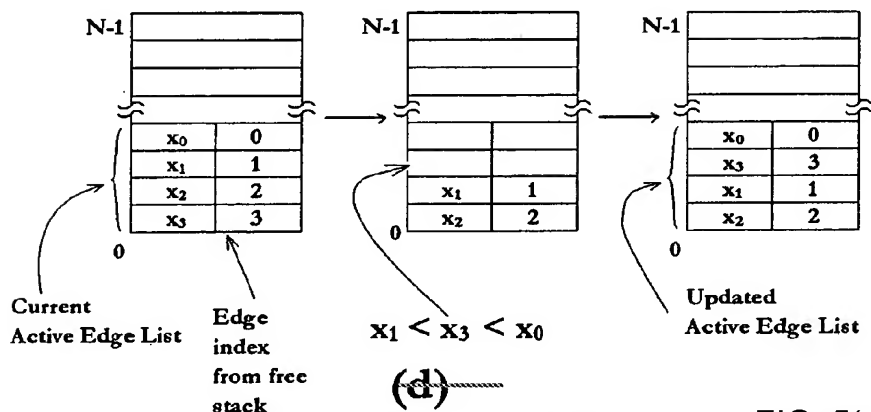 N-1
x₀ 0
x₁ 1
x₂ 2
x₃ 3
0
Current
Active Edge List
Edge
index
from free
stack
N-1
x₁ 1
x₂ 2
0
x₁ < x₃ < x₀
(d)
N-1
x₀ 0
x₃ 3
x₁ 1
x₂ 2
0
Updated
Active Edge List